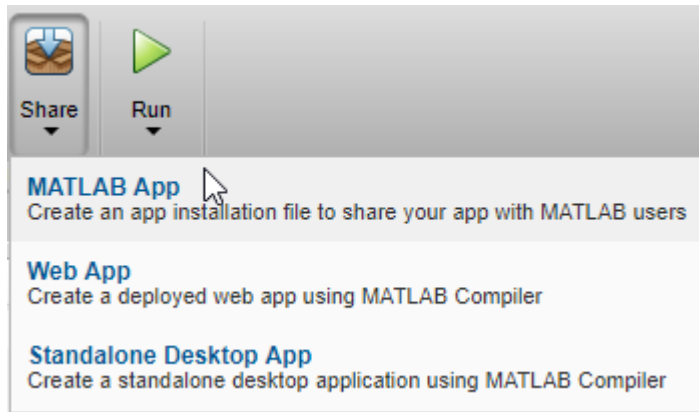 Share
Run
MATLAB App
Create an app installation file to share your app with MATLAB users
Web App
Create a deployed web app using MATLAB Compiler
Standalone Desktop App
Create a standalone desktop application using MATLAB Compiler